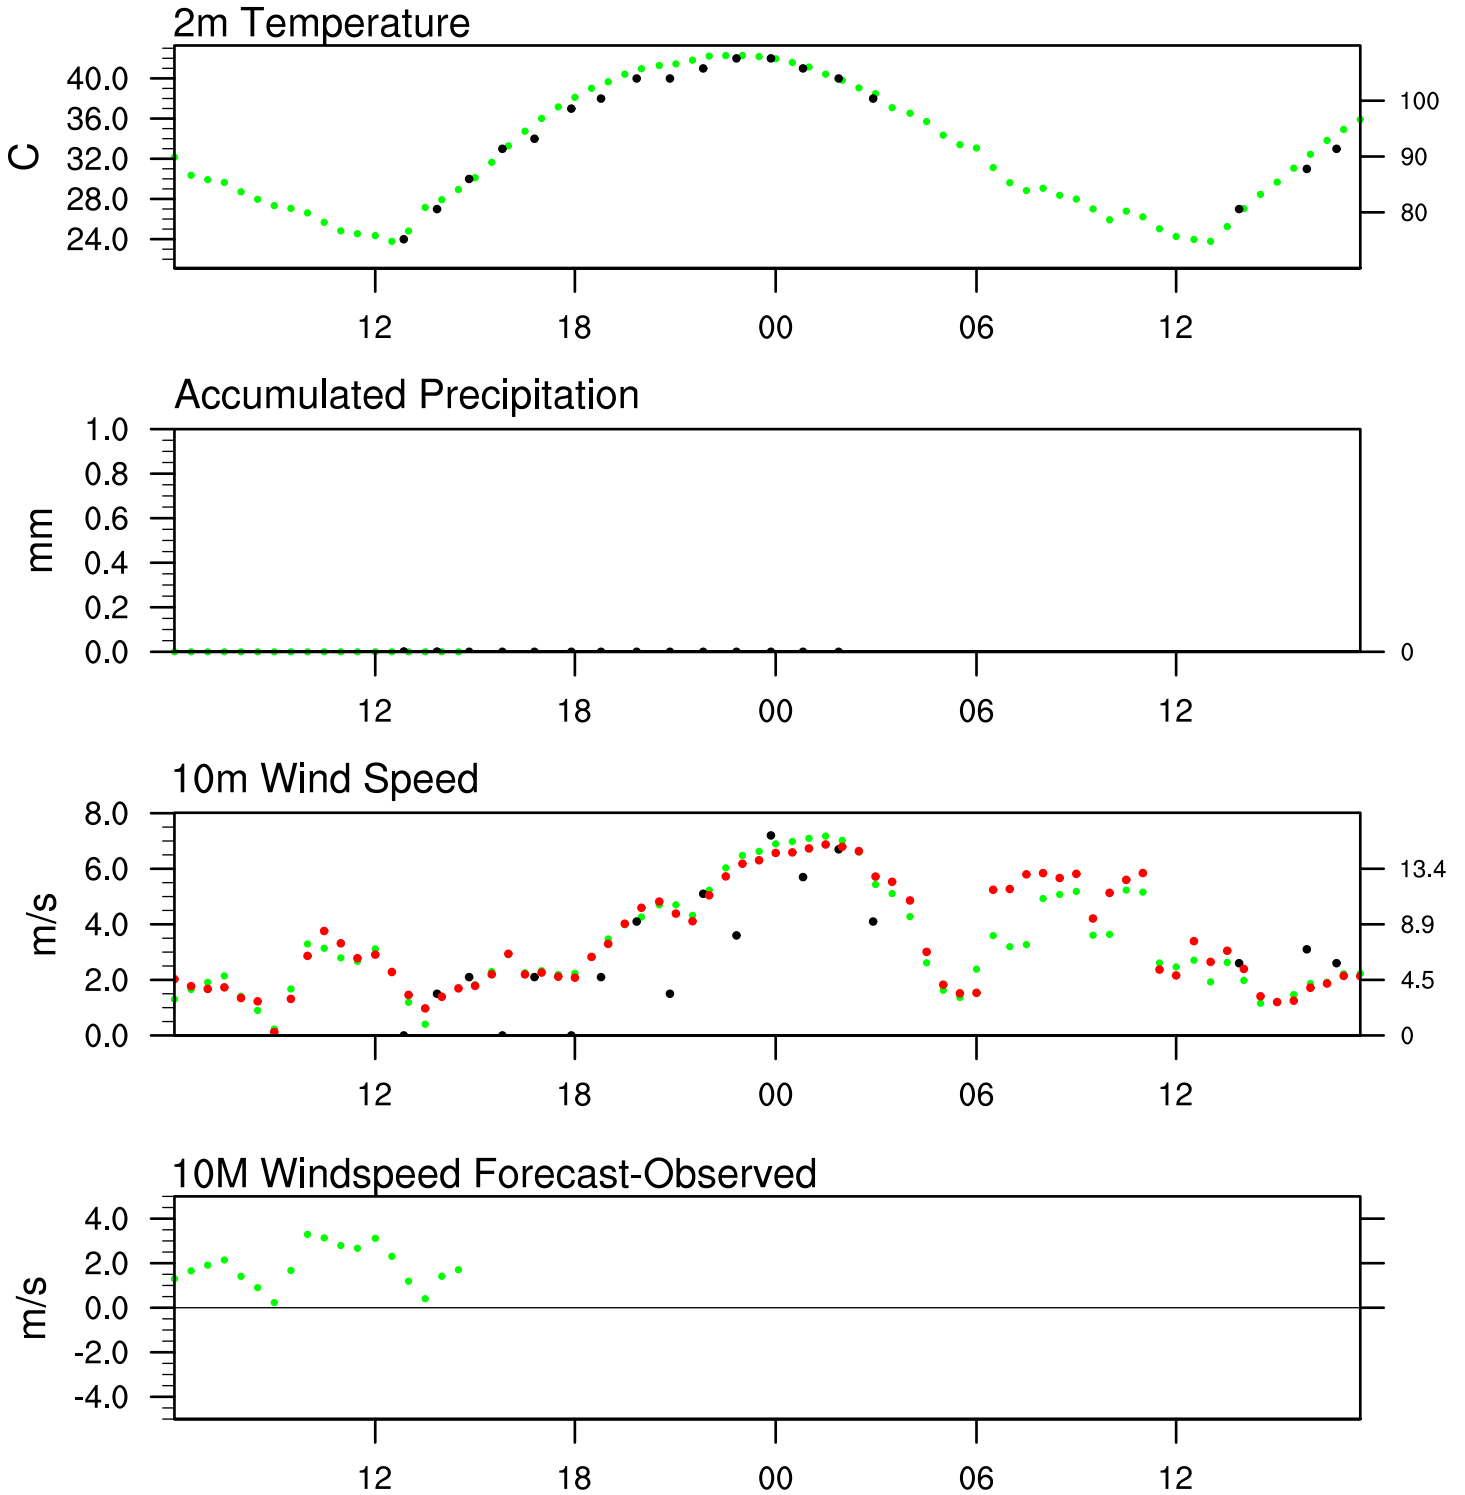 2m Temperature
40.0
36.0
32.0
28.0
24.0
C
100
90
80
12 18 00 06 12
Accumulated Precipitation
1.0
0.8
0.6
0.4
0.2
0.0
mm
0
12 18 00 06 12
10m Wind Speed
8.0
6.0
4.0
2.0
0.0
m/s
13.4
8.9
4.5
0
12 18 00 06 12
10M Windspeed Forecast-Observed
4.0
2.0
0.0
-2.0
-4.0
m/s
12 18 00 06 12